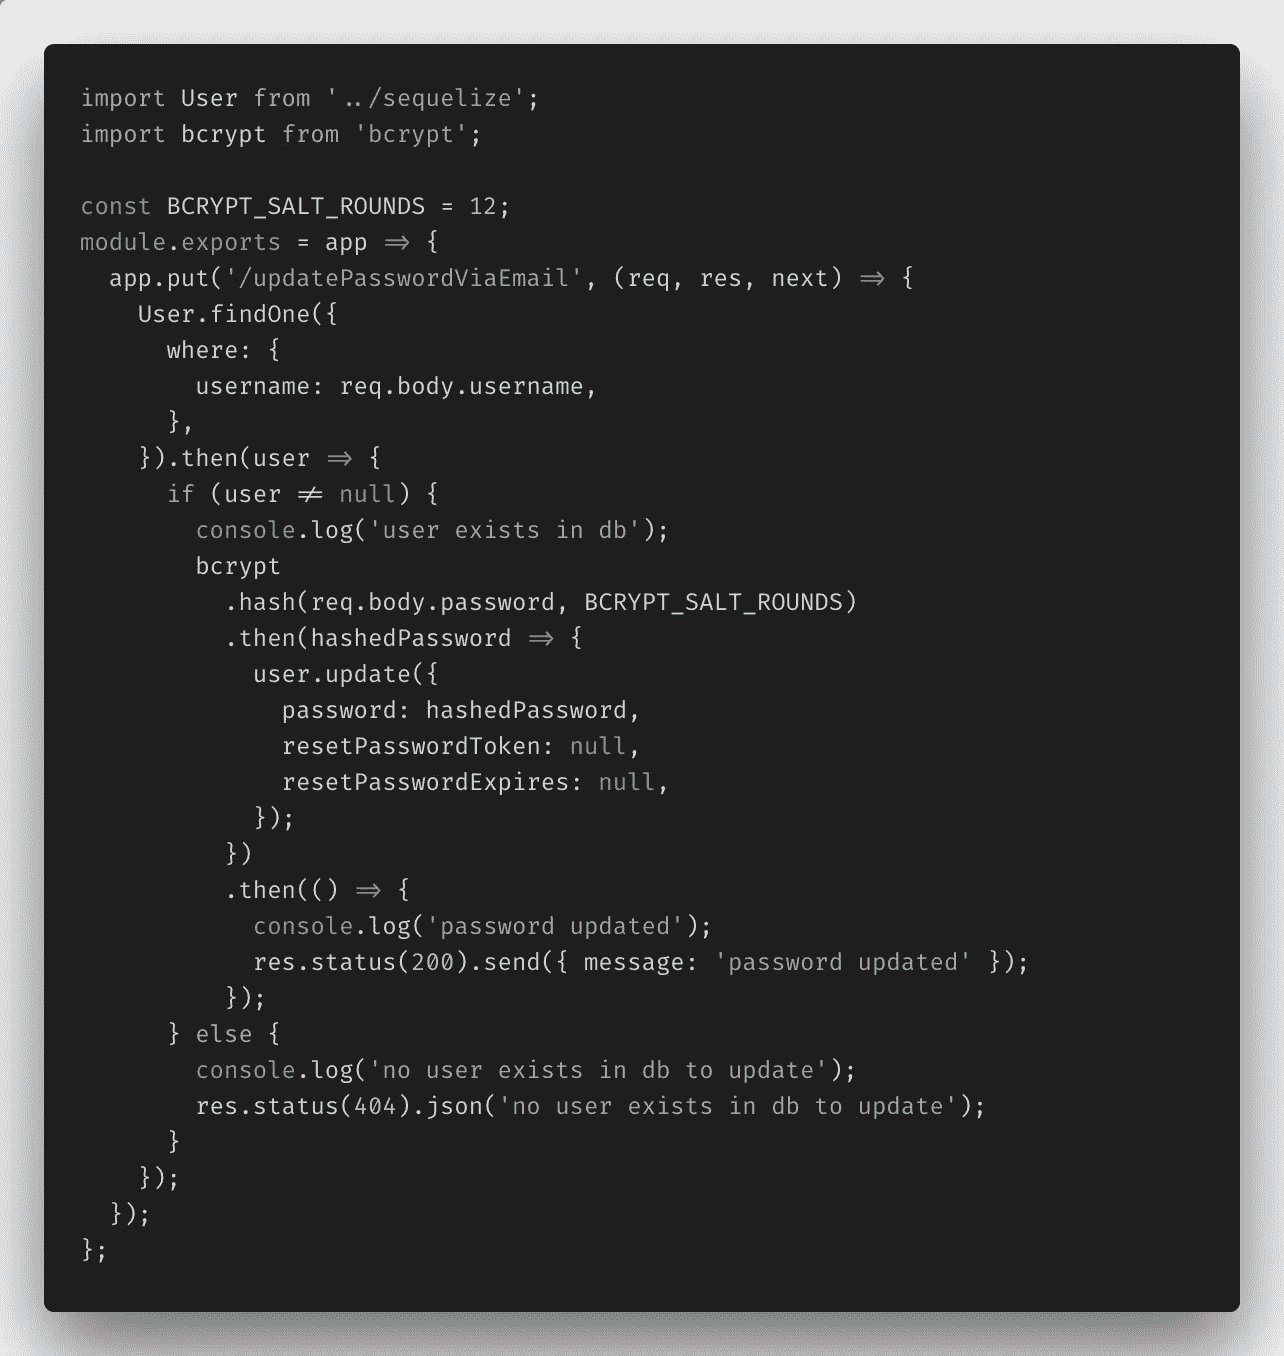 import User from '../sequelize';
import bcrypt from 'bcrypt';

const BCRYPT_SALT_ROUNDS = 12;
module.exports = app => {
  app.put('/updatePasswordViaEmail', (req, res, next) => {
    User.findOne({
      where: {
        username: req.body.username,
      },
    }).then(user => {
      if (user != null) {
        console.log('user exists in db');
        bcrypt
          .hash(req.body.password, BCRYPT_SALT_ROUNDS)
          .then(hashedPassword => {
            user.update({
              password: hashedPassword,
              resetPasswordToken: null,
              resetPasswordExpires: null,
            });
          })
          .then(() => {
            console.log('password updated');
            res.status(200).send({ message: 'password updated' });
          });
      } else {
        console.log('no user exists in db to update');
        res.status(404).json('no user exists in db to update');
      }
    });
  });
};